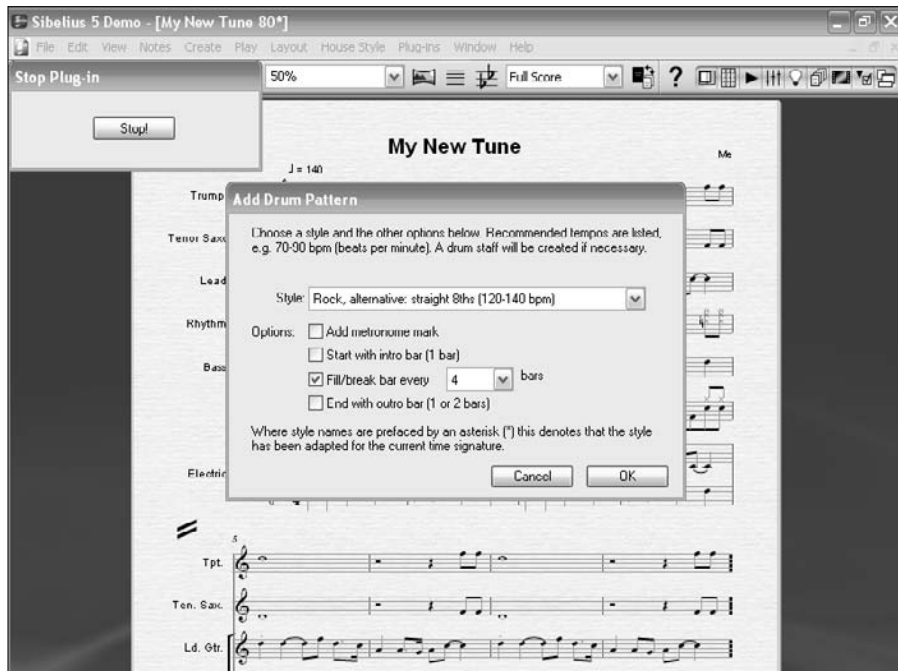 Sibelius 5 Demo - [My New Tune 80*]
File Edit View Notes Create Play Layout House Style Plug-ins Window Help
Stop Plug-in
50%
Full Score
?
Stop!
My New Tune
Me
♩ = 140
Trump
Add Drum Pattern
Choose a style and the other options below. Recommended tempos are listed,
Tenor Saxo
e.g. 70-90 bpm (beats per minute). A drum staff will be created if necessary.
Lead
Style: Rock, alternative: straight 8ths (120-140 bpm)
Rhythm
Options: Add metronome mark
Start with intro bar (1 bar)
Bass
Fill/break bar every 4 bars
End with outro bar (1 or 2 bars)
Where style names are prefaced by an asterisk (*) this denotes that the style
has been adapted for the current time signature.
Electric
Cancel OK
5
Tpt.
Ten. Sax.
Ld. Gtr.